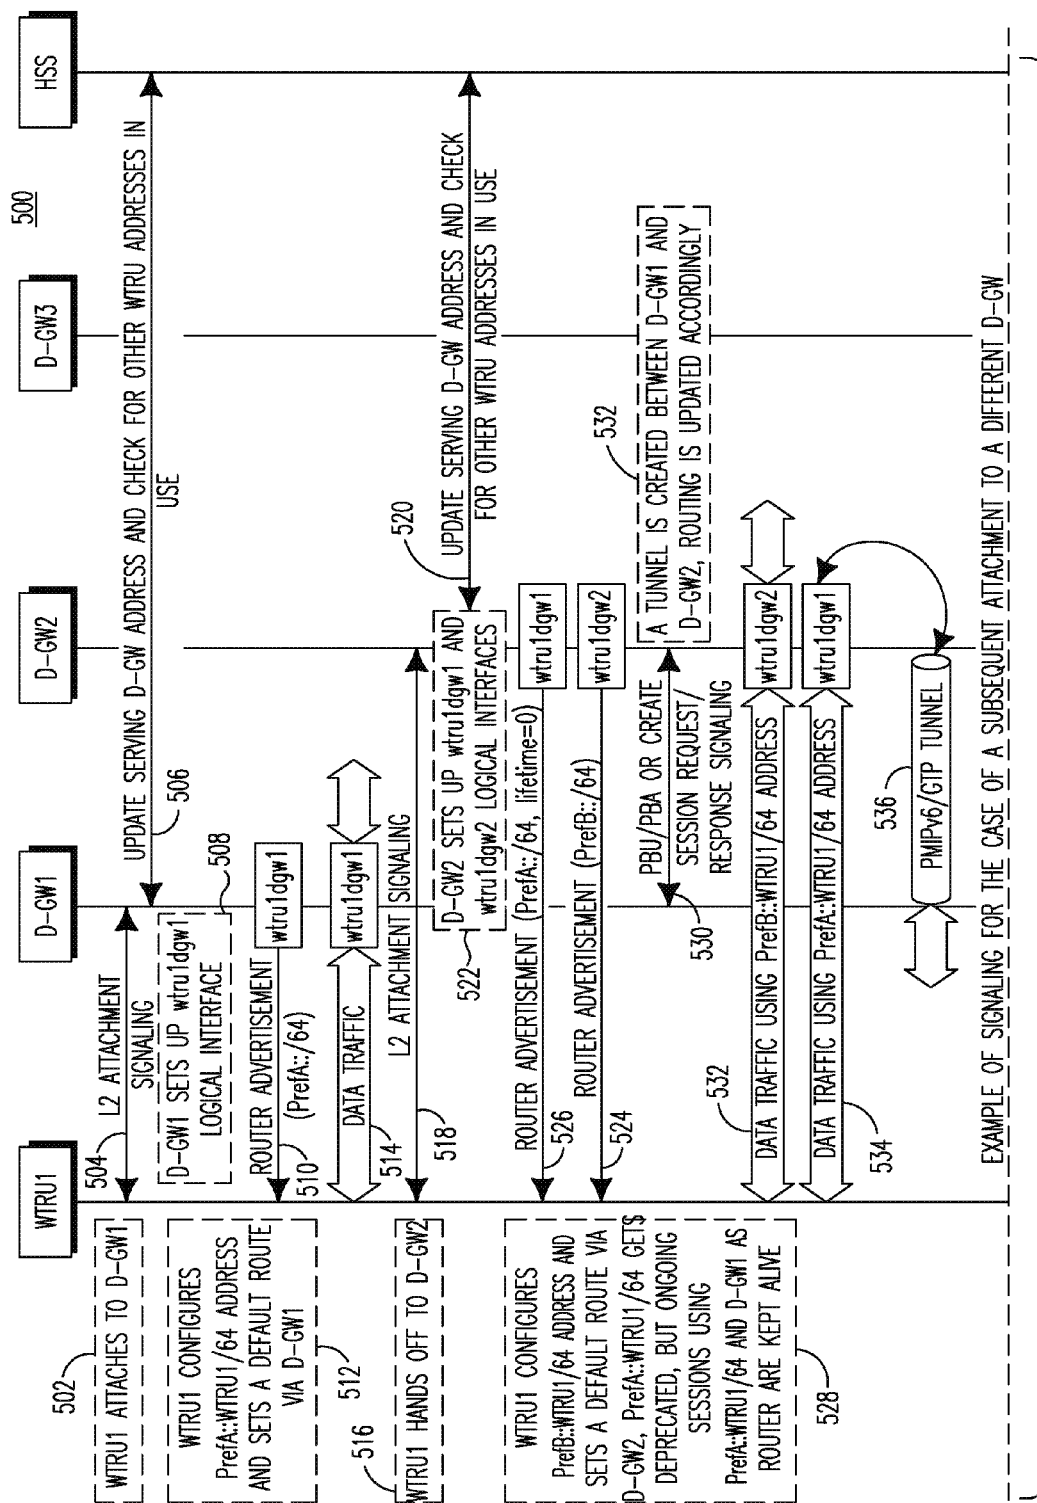 500
WTRU1
D-GW1
D-GW2
D-GW3
HSS
502
WTRU1 ATTACHES TO D-GW1
504
L2 ATTACHMENT
SIGNALING
UPDATE SERVING D-GW ADDRESS AND CHECK FOR OTHER WTRU ADDRESSES IN
USE
506
D-GW1 SETS UP wtru1dgw1
LOGICAL INTERFACE
508
WTRU1 CONFIGURES
PrefA::WTRU1/64 ADDRESS
AND SETS A DEFAULT ROUTE
VIA D-GW1
512
ROUTER ADVERTISEMENT
(PrefA::/64)
510
wtru1dgw1
DATA TRAFFIC
514
wtru1dgw1
516
WTRU1 HANDS OFF TO D-GW2
L2 ATTACHMENT SIGNALING
518
520
UPDATE SERVING D-GW ADDRESS AND CHECK
FOR OTHER WTRU ADDRESSES IN USE
D-GW2 SETS UP wtru1dgw1 AND
wtru1dgw2 LOGICAL INTERFACES
522
ROUTER ADVERTISEMENT (PrefA::/64, lifetime=0)
526
wtru1dgw1
ROUTER ADVERTISEMENT (PrefB::/64)
524
wtru1dgw2
WTRU1 CONFIGURES
PrefB::WTRU1/64 ADDRESS AND
SETS A DEFAULT ROUTE VIA
D-GW2, PrefA::WTRU1/64 GETS
DEPRECATED, BUT ONGOING
SESSIONS USING
PrefA::WTRU1/64 AND D-GW1 AS
ROUTER ARE KEPT ALIVE
528
PBU/PBA OR CREATE
SESSION REQUEST/
RESPONSE SIGNALING
530
532
A TUNNEL IS CREATED BETWEEN D-GW1 AND
D-GW2, ROUTING IS UPDATED ACCORDINGLY
532
DATA TRAFFIC USING PrefB::WTRU1/64 ADDRESS
wtru1dgw2
DATA TRAFFIC USING PrefA::WTRU1/64 ADDRESS
534
wtru1dgw1
536
PMIPv6/GTP TUNNEL
EXAMPLE OF SIGNALING FOR THE CASE OF A SUBSEQUENT ATTACHMENT TO A DIFFERENT D-GW